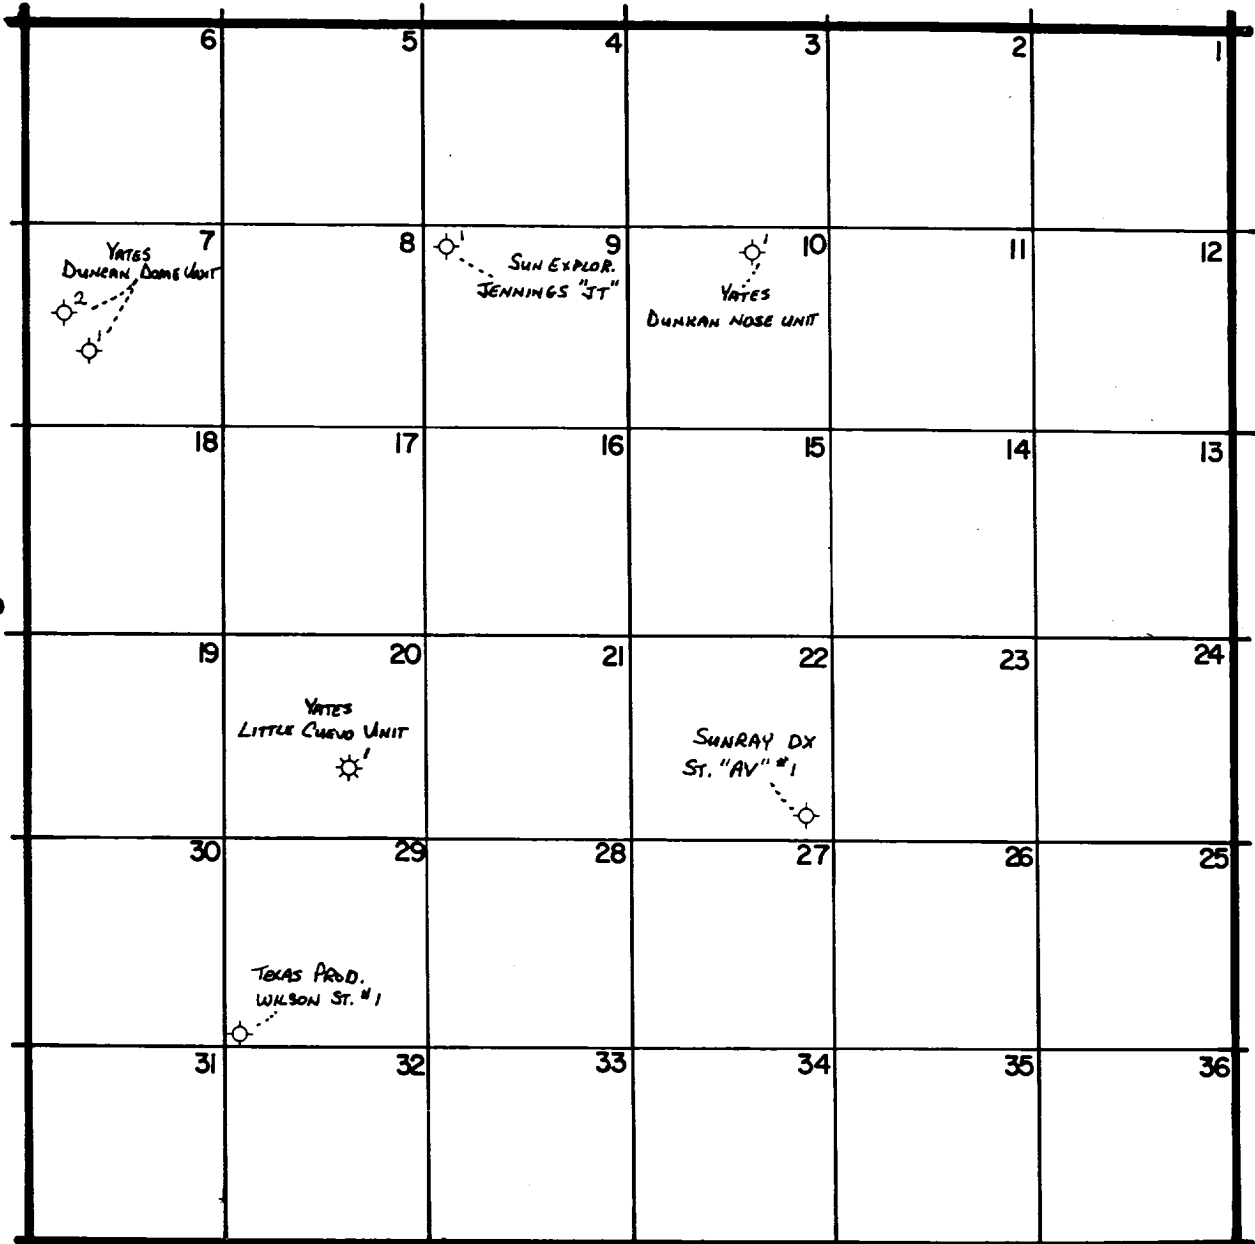 6 5 4 3 2 1
7 8 9 10 11 12
YATES
DUNCAN DOME UNIT
2
1
1
SUN EXPLOR.
JENNINGS "JT"
1
YATES
DUNKAN NOSE UNIT
18 17 16 15 14 13
19 20 21 22 23 24
YATES
LITTLE CUEVO UNIT
1
SUNRAY DX
ST. "AV" #1
30 29 28 27 26 25
TEXAS PROD.
WILSON ST. #1
31 32 33 34 35 36